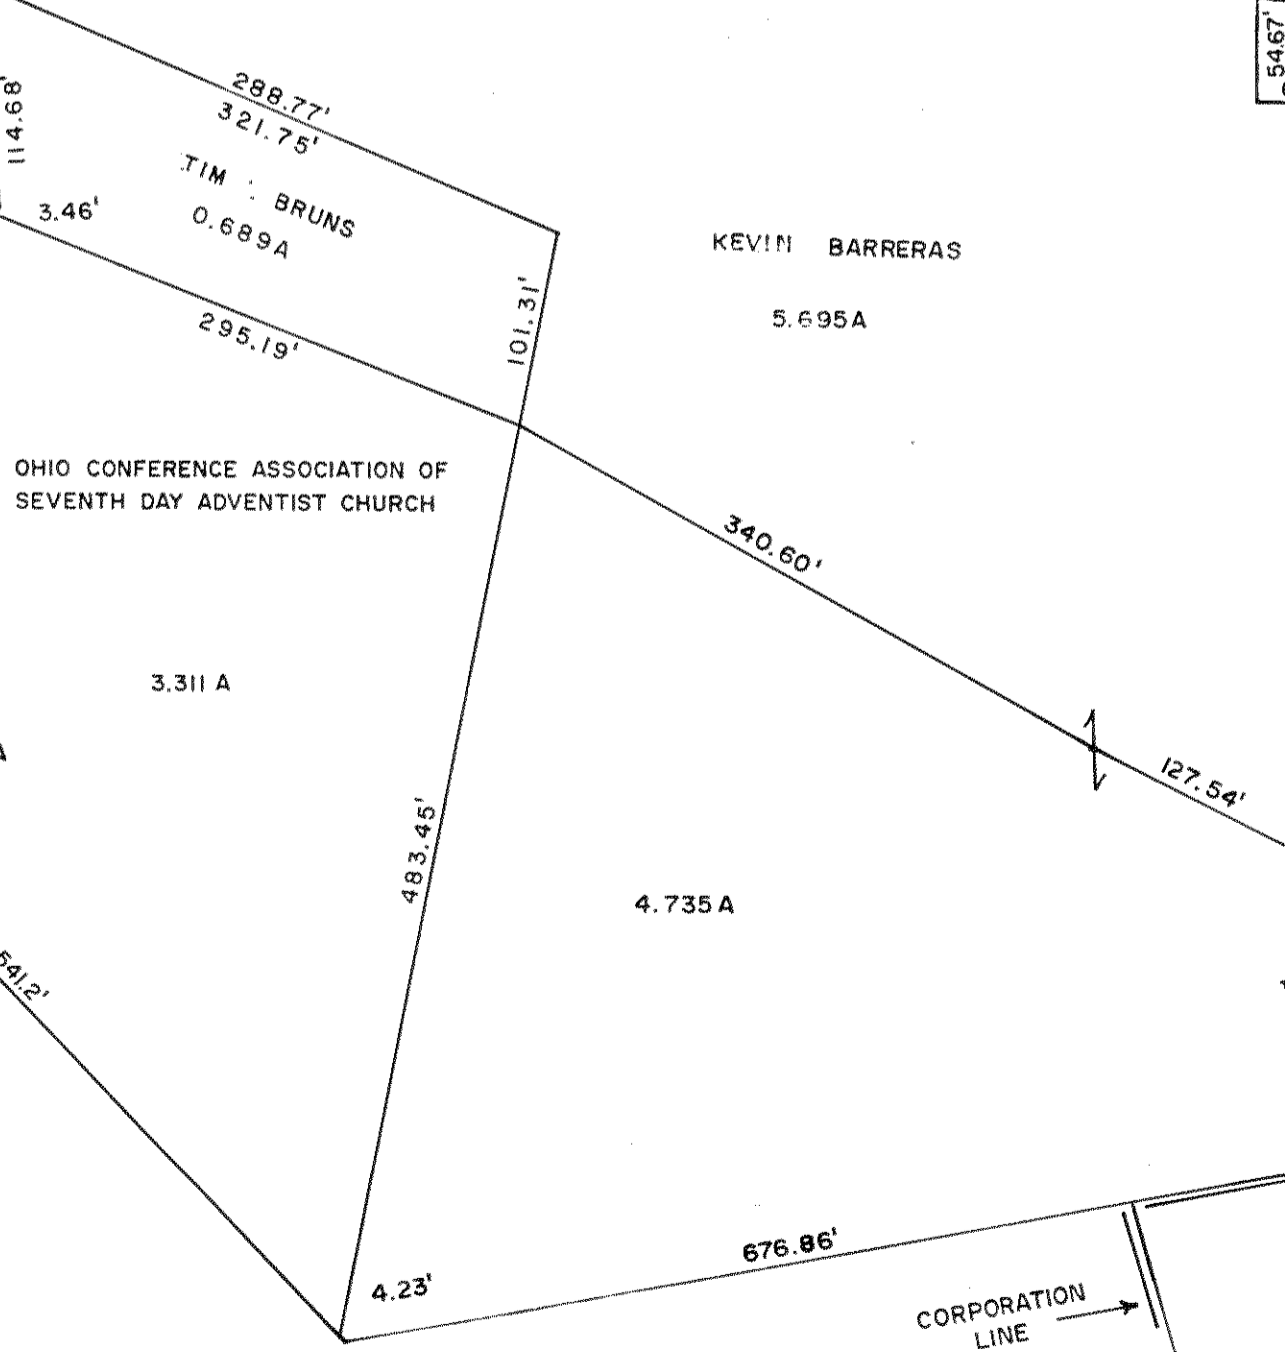 54.67'
288.77'
321.75'
114.68'
TIM BRUNS
0.689A
3.46'
KEVIN BARRERAS
5.695A
101.31'
295.19'
OHIO CONFERENCE ASSOCIATION OF
SEVENTH DAY ADVENTIST CHURCH
340.60'
3.311 A
127.54'
483.45'
4.735 A
541.2'
676.86'
4.23'
CORPORATION
LINE